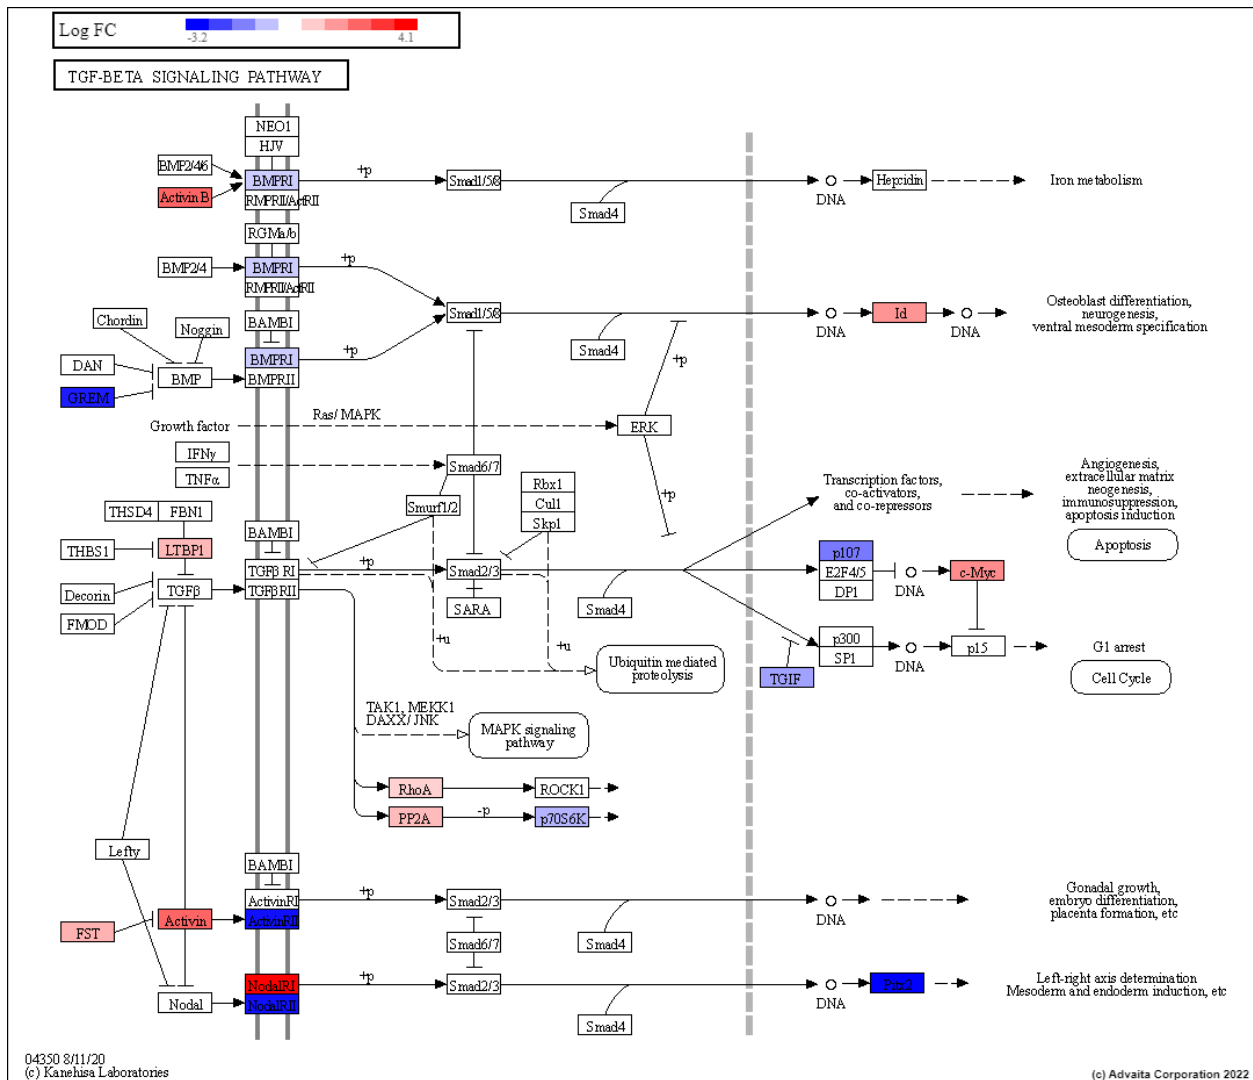 Log FC
-3.2
4.1
TGF-BETA SIGNALING PATHWAY
NEO1
HJV
BMP2/4/6
Activin B
BMPRI
RMPRII/ActRII
+p
Smad1/5/8
Smad4
DNA
Hepcidin
Iron metabolism
RGMa/b
BMP2/4
BMPRI
RMPRII/ActRII
+p
Smad1/5/8
Smad4
DNA
Id
DNA
Osteoblast differentiation,
neurogenesis,
ventral mesoderm specification
Chordin
Noggin
BAMBI
DAN
GREM
BMP
BMPRI
BMPRII
+p
+p
Growth factor
Ras/ MAPK
ERK
IFNγ
TNFα
Smad6/7
Smurf1/2
Rbx1
Cul1
Skp1
+p
Transcription factors,
co-activators,
and co-repressors
Angiogenesis,
extracellular matrix
neogenesis,
immunosuppression,
apoptosis induction
Apoptosis
THSD4
FBN1
THBS1
LTBP1
BAMBI
Decorin
FMOD
TGFβ
TGFβ RI
TGFβ RII
+p
Smad2/3
SARA
Smad4
p107
E2F4/5
DP1
DNA
c-Myc
+u
+u
Ubiquitin mediated
proteolysis
p300
SP1
TGIF
DNA
p15
G1 arrest
Cell Cycle
TAK1, MEKK1
DAXX/ JNK
MAPK signaling
pathway
RhoA
ROCK1
PP2A
-p
p70S6K
Lefty
BAMBI
FST
Activin
ActivinRI
ActivinRII
+p
Smad2/3
Smad4
DNA
Gonadal growth,
embryo differentiation,
placenta formation, etc
Smad6/7
Nodal
NodalRI
NodalRII
+p
Smad2/3
Smad4
DNA
Pitx2
Left-right axis determination
Mesoderm and endoderm induction, etc
04350 8/11/20
(c) Kanehisa Laboratories
(c) Advaita Corporation 2022